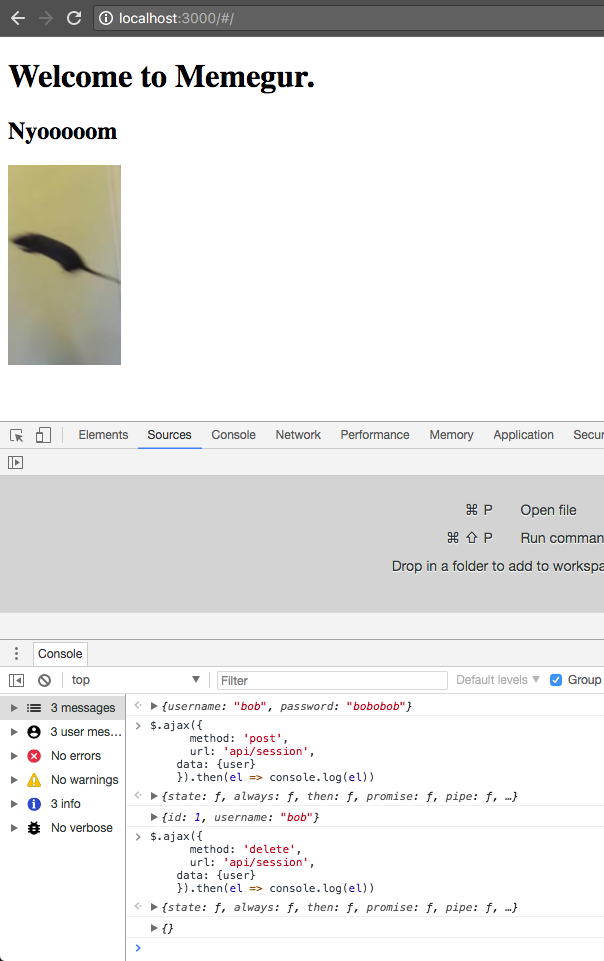 localhost:3000/#/
Welcome to Memegur.
Nyooooom
Elements Sources Console Network Performance Memory Application Secur
⌘ P Open file
⌘ ⇧ P Run comman
Drop in a folder to add to workspa
Console
top Filter Default levels Group
3 messages
3 user mes...
No errors
No warnings
3 info
No verbose
{username: "bob", password: "bobobob"}
$.ajax({
method: 'post',
url: 'api/session',
data: {user}
}).then(el => console.log(el))
{state: ƒ, always: ƒ, then: ƒ, promise: ƒ, pipe: ƒ, …}
{id: 1, username: "bob"}
$.ajax({
method: 'delete',
url: 'api/session',
data: {user}
}).then(el => console.log(el))
{state: ƒ, always: ƒ, then: ƒ, promise: ƒ, pipe: ƒ, …}
{}